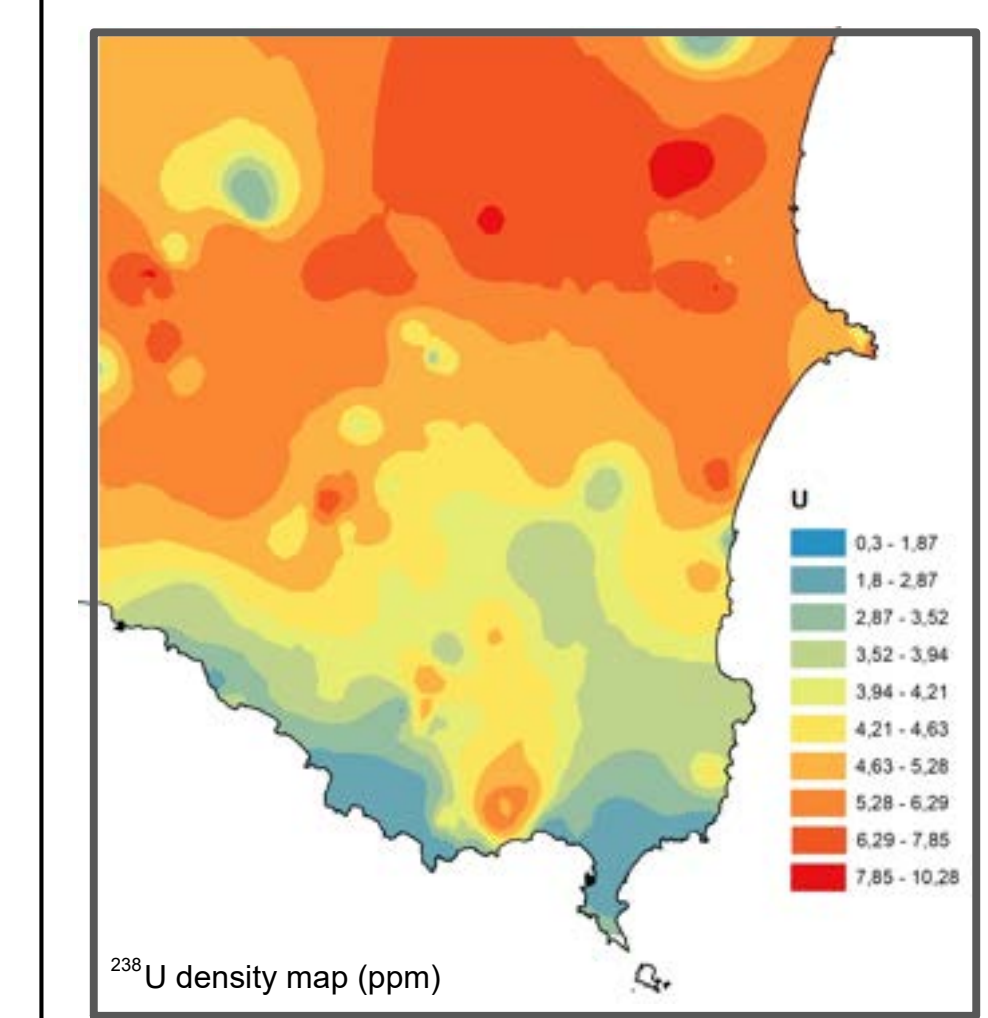 U
0,3 - 1,87
1,8 - 2,87
2,87 - 3,52
3,52 - 3,94
3,94 - 4,21
4,21 - 4,63
4,63 - 5,28
5,28 - 6,29
6,29 - 7,85
7,85 - 10,28
²³⁸U density map (ppm)